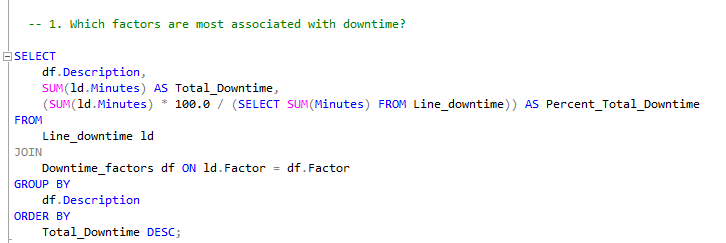 -- 1. Which factors are most associated with downtime?
SELECT
df.Description,
SUM(ld.Minutes) AS Total_Downtime,
(SUM(ld.Minutes) * 100.0 / (SELECT SUM(Minutes) FROM Line_downtime)) AS Percent_Total_Downtime
FROM
Line_downtime ld
JOIN
Downtime_factors df ON ld.Factor = df.Factor
GROUP BY
df.Description
ORDER BY
Total_Downtime DESC;